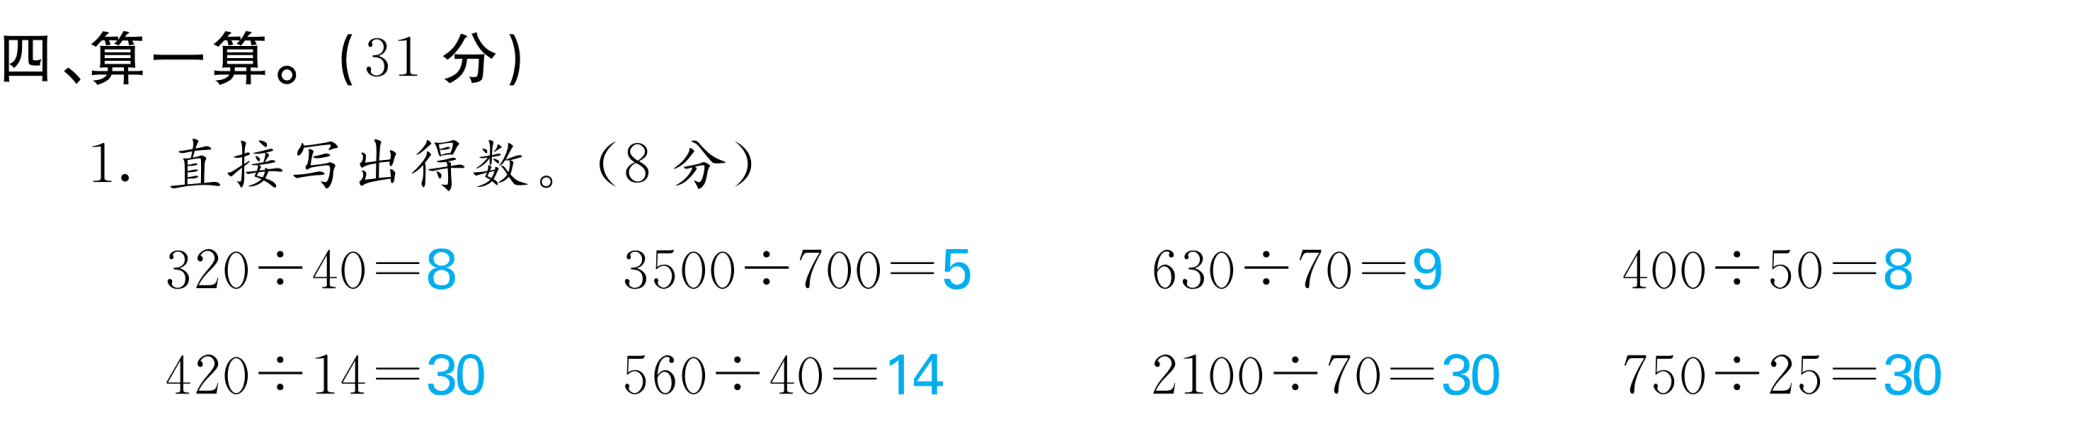 四、算一算。(31 分)
1. 直接写出得数。(8 分)
320÷40=8 3500÷700=5 630÷70=9 400÷50=8
420÷14=30 560÷40=14 2100÷70=30 750÷25=30